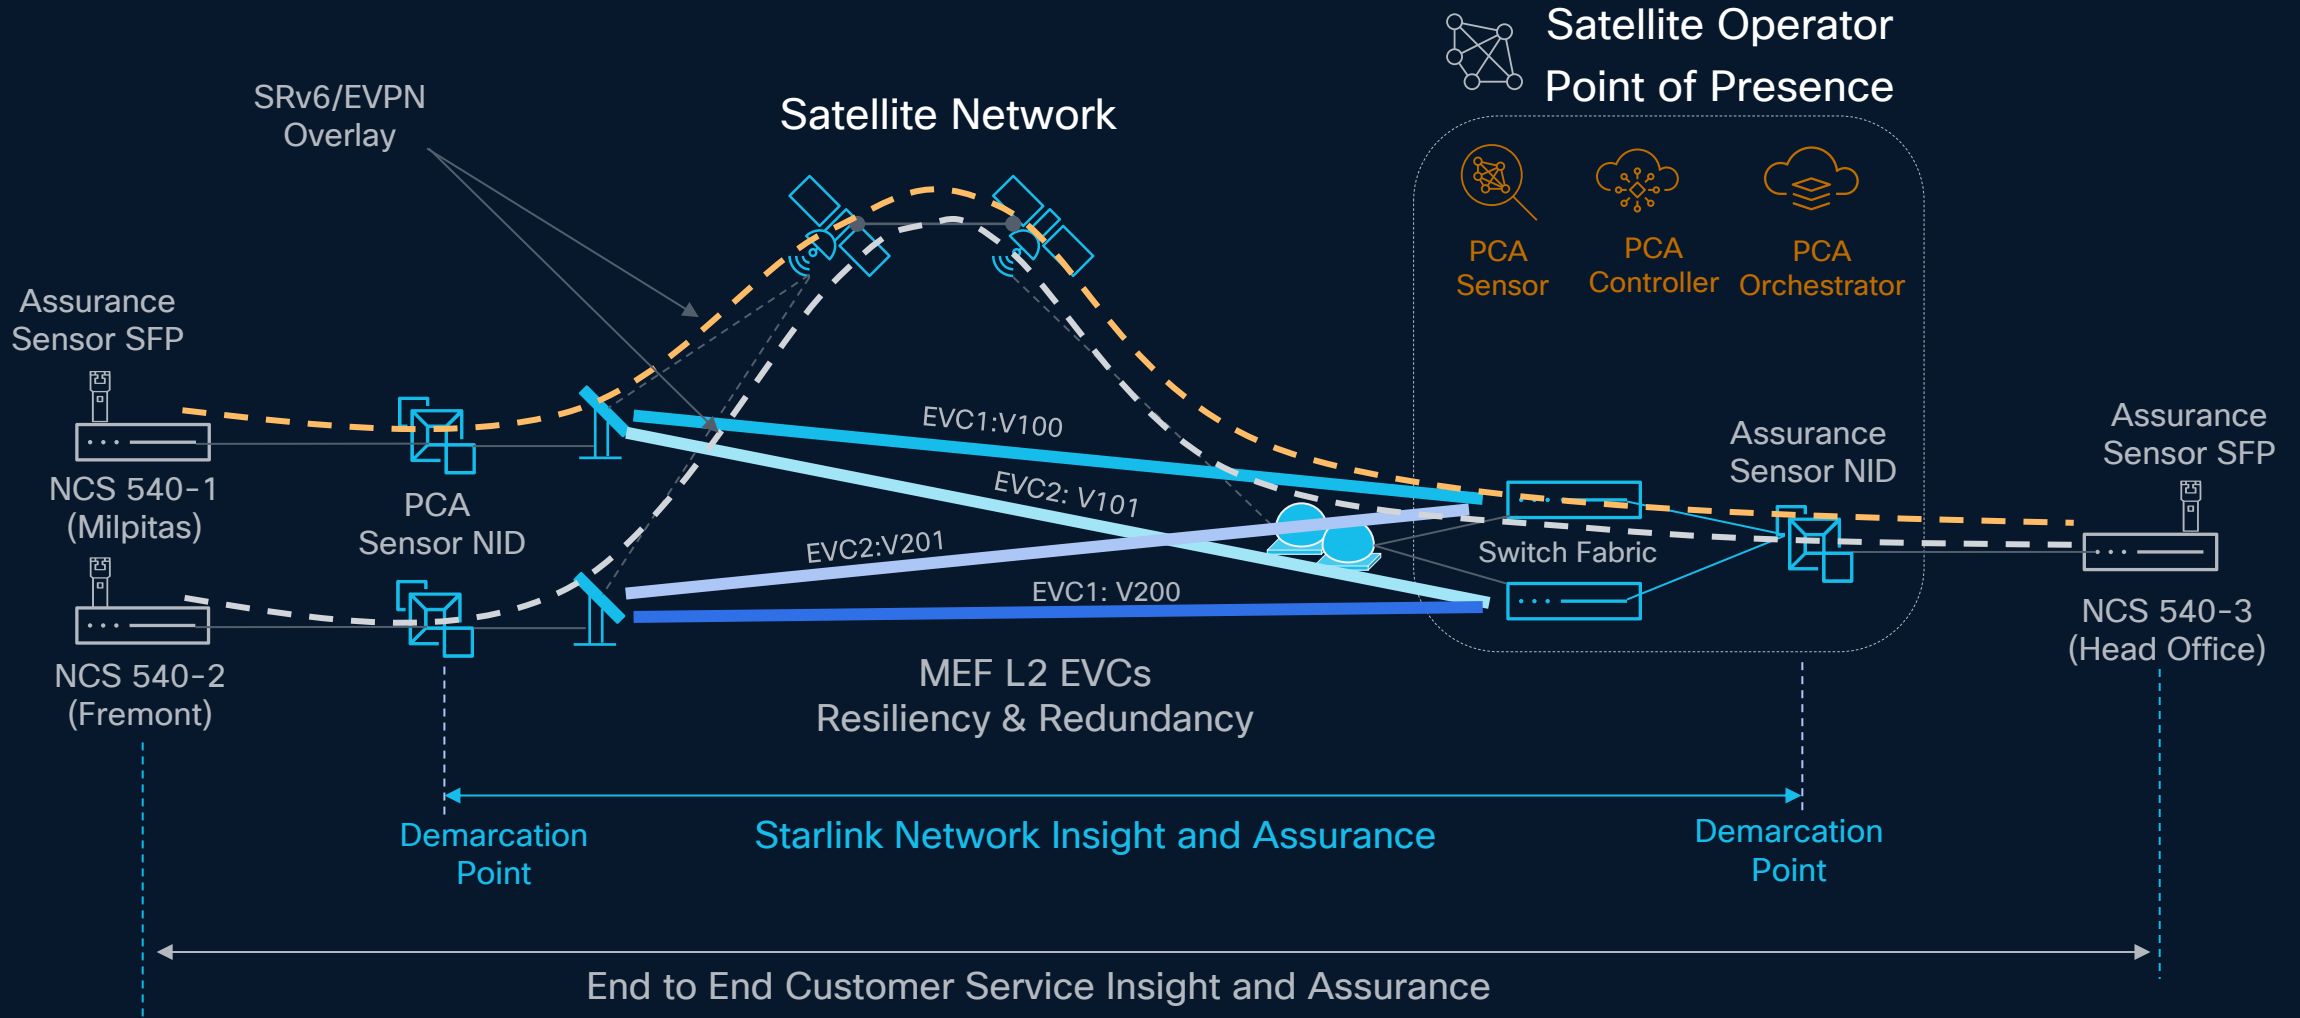 Satellite Operator
Point of Presence
SRv6/EVPN
Overlay
Satellite Network
PCA
Sensor
PCA
Controller
PCA
Orchestrator
Assurance
Sensor SFP
NCS 540-1
(Milpitas)
PCA
Sensor NID
EVC1:V100
EVC2: V101
EVC2:V201
EVC1: V200
Switch Fabric
Assurance
Sensor NID
Assurance
Sensor SFP
NCS 540-2
(Fremont)
NCS 540-3
(Head Office)
MEF L2 EVCs
Resiliency & Redundancy
Demarcation
Point
Starlink Network Insight and Assurance
Demarcation
Point
End to End Customer Service Insight and Assurance